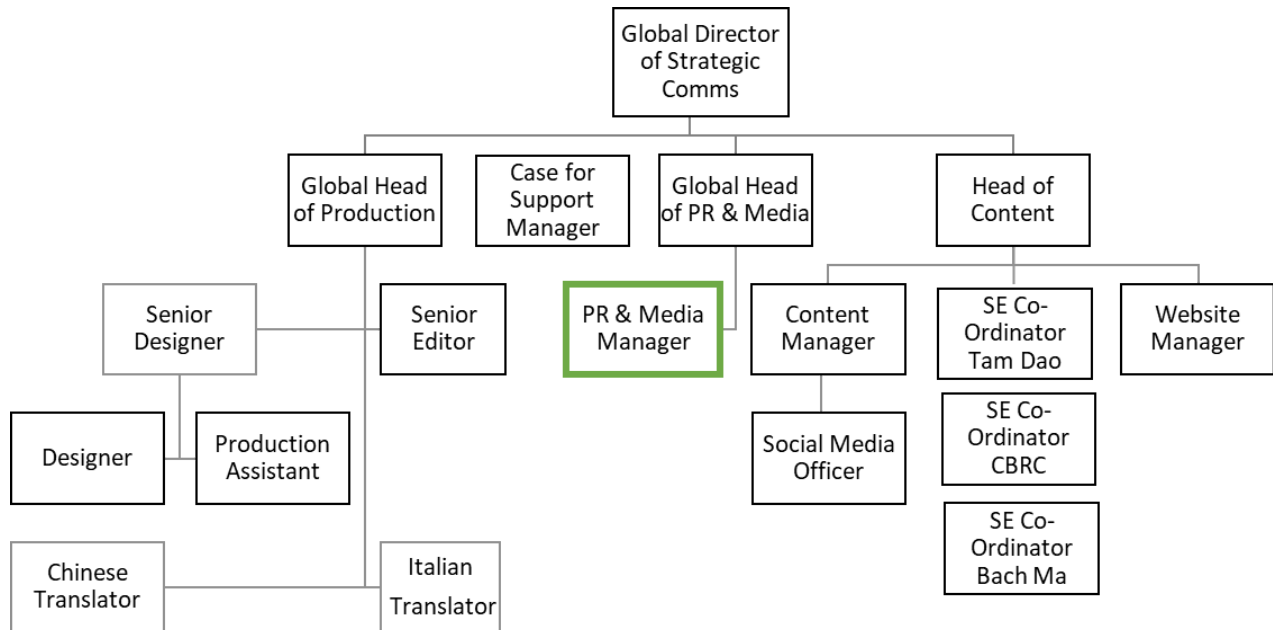 Global Director
of Strategic
Comms
Global Head
of Production
Case for
Support
Manager
Global Head
of PR & Media
Head of
Content
Senior
Designer
Senior
Editor
PR & Media
Manager
Content
Manager
SE Co-
Ordinator
Tam Dao
Website
Manager
Designer
Production
Assistant
Social Media
Officer
SE Co-
Ordinator
CBRC
SE Co-
Ordinator
Bach Ma
Chinese
Translator
Italian
Translator